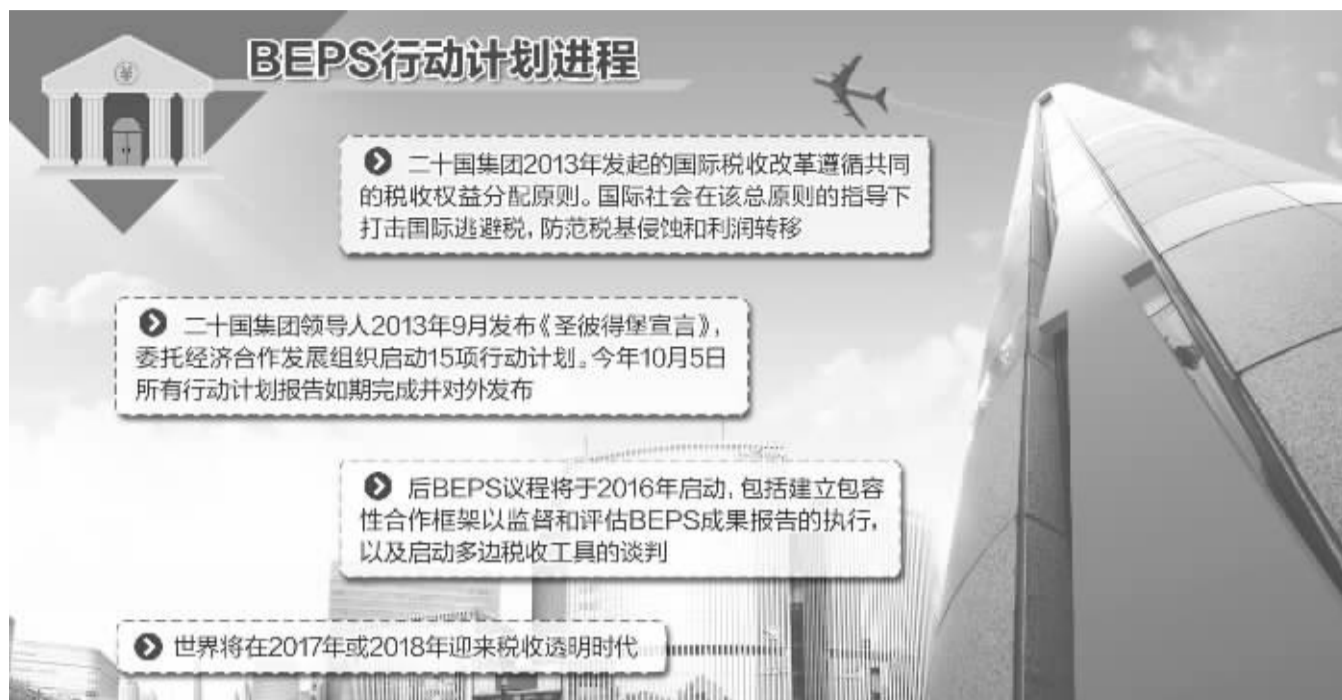 BEPS行动计划进程
二十国集团2013年发起的国际税收改革遵循共同
的税收权益分配原则。国际社会在该总原则的指导下
打击国际逃避税，防范税基侵蚀和利润转移
二十国集团领导人2013年9月发布《圣彼得堡宣言》，
委托经济合作发展组织启动15项行动计划。今年10月5日
所有行动计划报告如期完成并对外发布
后BEPS议程将于2016年启动，包括建立包容
性合作框架以监督和评估BEPS成果报告的执行，
以及启动多边税收工具的谈判
世界将在2017年或2018年迎来税收透明时代